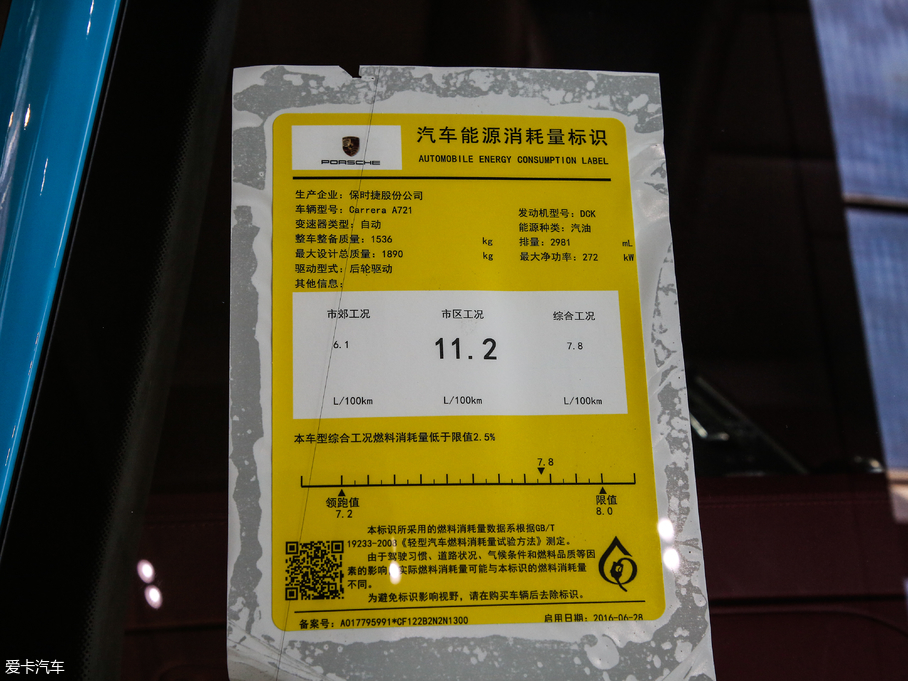 PORSCHE
汽车能源消耗量标识
AUTOMOBILE ENERGY CONSUMPTION LABEL
生产企业: 保时捷股份公司
车辆型号: Carrera A721
发动机型号: DCK
变速器类型: 自动
能源种类: 汽油
整车整备质量: 1536 kg
排量: 2981 mL
最大设计总质量: 1890 kg
最大净功率: 272 kW
驱动型式: 后轮驱动
其他信息:
市郊工况 市区工况 综合工况
6.1 11.2 7.8
L/100km L/100km L/100km
本车型综合工况燃料消耗量低于限值2.5%
7.8
领跑值 限值
7.2 8.0
本标识所采用的燃料消耗量数据系根据GB/T
19233-2008《轻型汽车燃料消耗量试验方法》测定。
由于驾驶习惯、道路状况、气候条件和燃料品质等因
素的影响,实际燃料消耗量可能与本标识的燃料消耗量
不同。
为避免标识影响视野, 请在购买车辆后去除标识。
备案号: A017795991*CF122B2N2N1300
启用日期: 2016-06-28
爱卡汽车